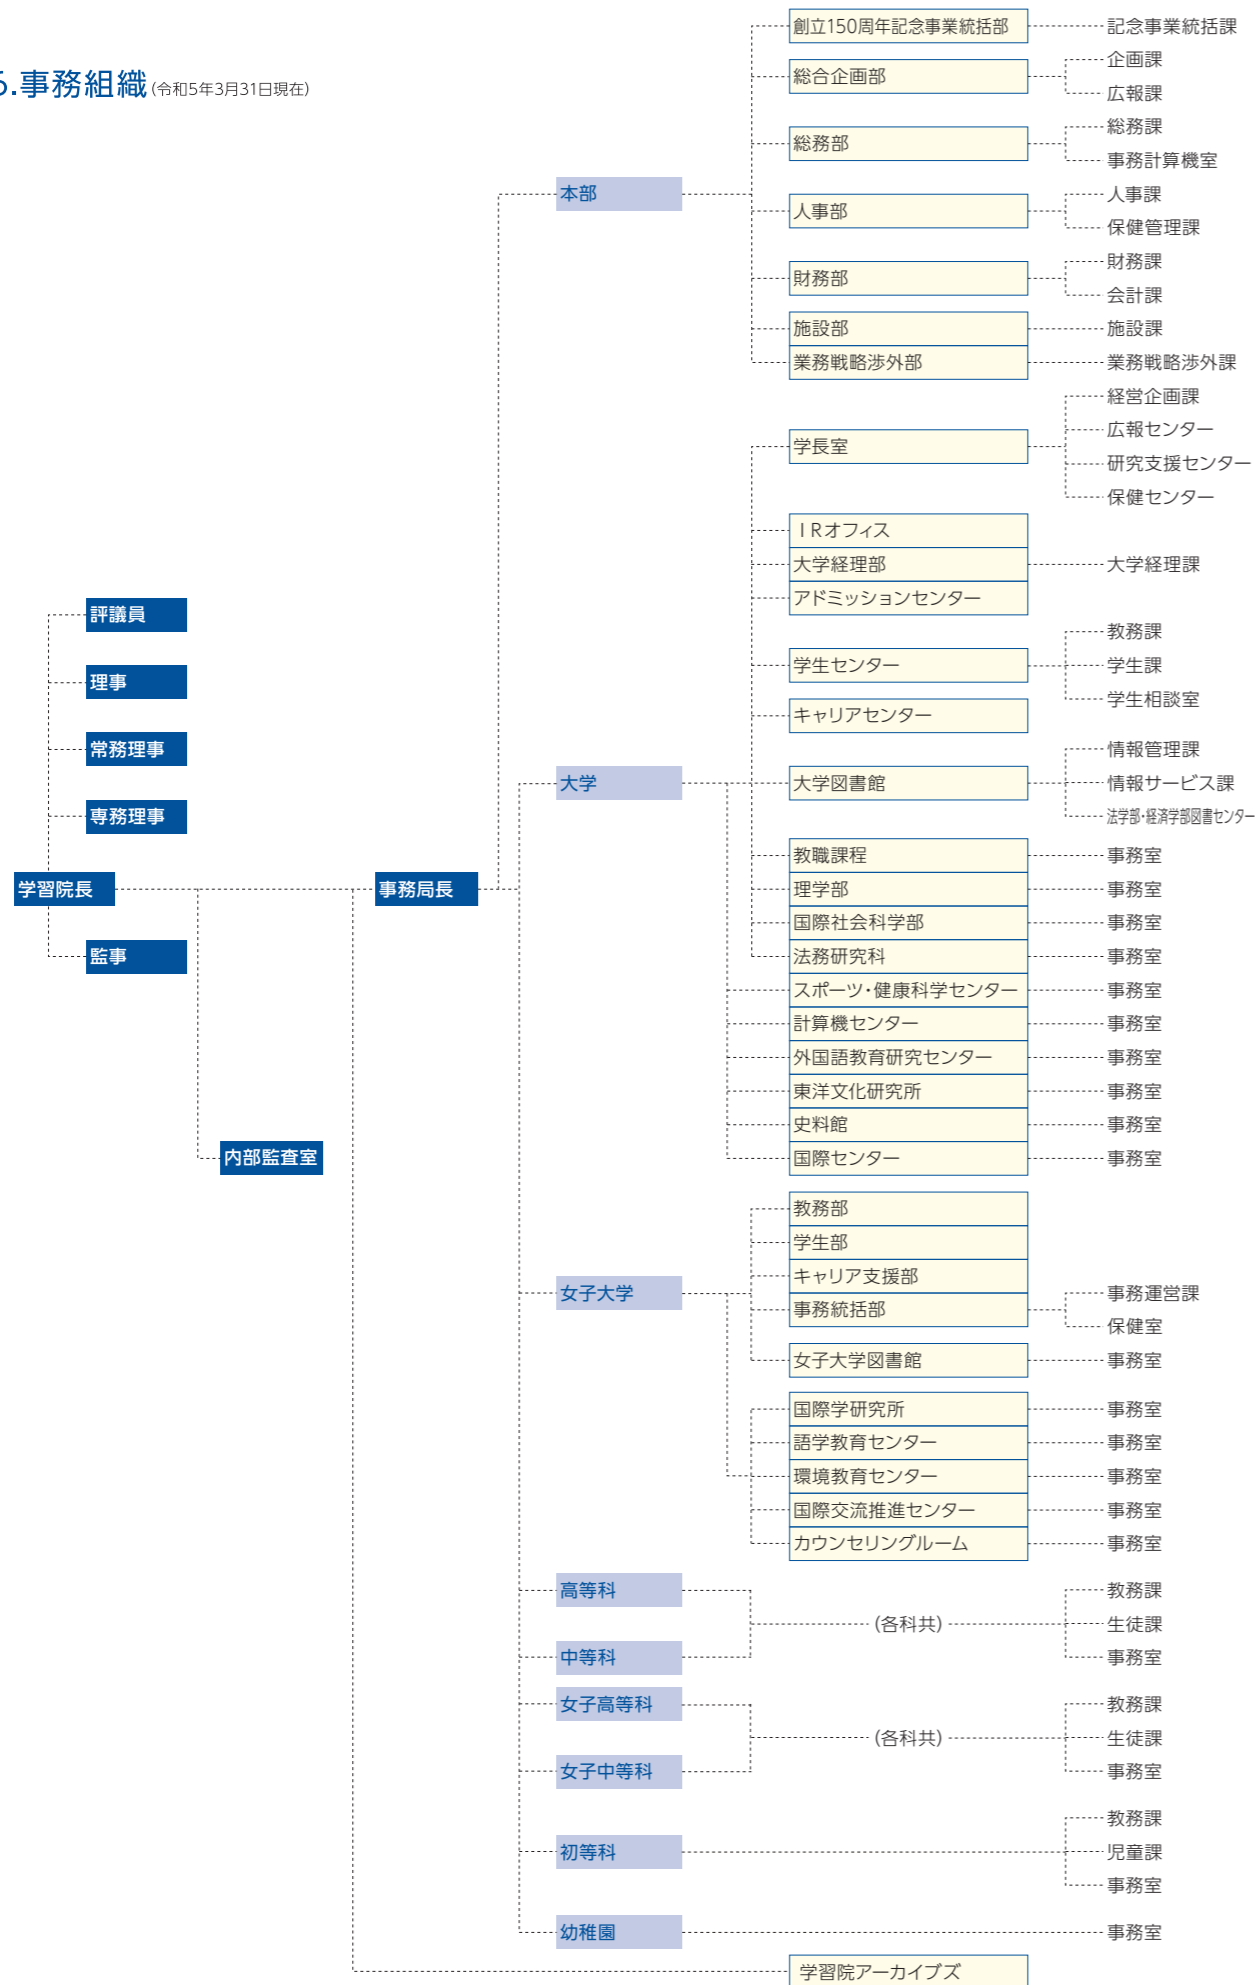 6.事務組織(令和5年3月31日現在)
創立150周年記念事業統括部 記念事業統括課
総合企画部
企画課
広報課
総務部
総務課
事務計算機室
本部
人事部
人事課
保健管理課
財務部
財務課
会計課
施設部 施設課
業務戦略渉外部 業務戦略渉外課
学長室
経営企画課
広報センター
研究支援センター
保健センター
IRオフィス
大学経理部 大学経理課
アドミッションセンター
学生センター
教務課
学生課
学生相談室
キャリアセンター
大学
大学図書館
情報管理課
情報サービス課
法学部・経済学部図書センター
教職課程 事務室
理学部 事務室
国際社会科学部 事務室
法務研究科 事務室
スポーツ・健康科学センター 事務室
計算機センター 事務室
外国語教育研究センター 事務室
東洋文化研究所 事務室
史料館 事務室
国際センター 事務室
評議員
理事
常務理事
専務理事
学習院長
事務局長
監事
内部監査室
女子大学
教務部
学生部
キャリア支援部
事務統括部
事務運営課
保健室
女子大学図書館 事務室
国際学研究所 事務室
語学教育センター 事務室
環境教育センター 事務室
国際交流推進センター 事務室
カウンセリングルーム 事務室
高等科
中等科
(各科共)
教務課
生徒課
事務室
女子高等科
女子中等科
(各科共)
教務課
生徒課
事務室
初等科
教務課
児童課
事務室
幼稚園 事務室
学習院アーカイブズ